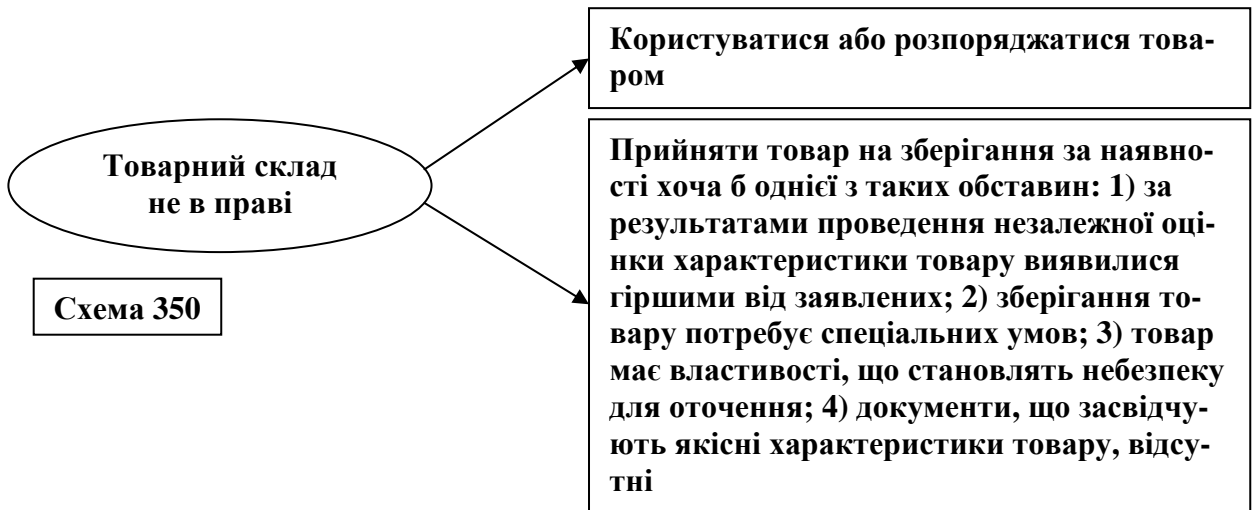 Користуватися або розпоряджатися това-
ром
Товарний склад
не в праві
Прийняти товар на зберігання за наявно-
сті хоча б однієї з таких обставин: 1) за
результатами проведення незалежної оці-
нки характеристики товару виявилися
гіршими від заявлених; 2) зберігання то-
вару потребує спеціальних умов; 3) товар
має властивості, що становлять небезпеку
для оточення; 4) документи, що засвідчу-
ють якісні характеристики товару, відсу-
тні
Схема 350